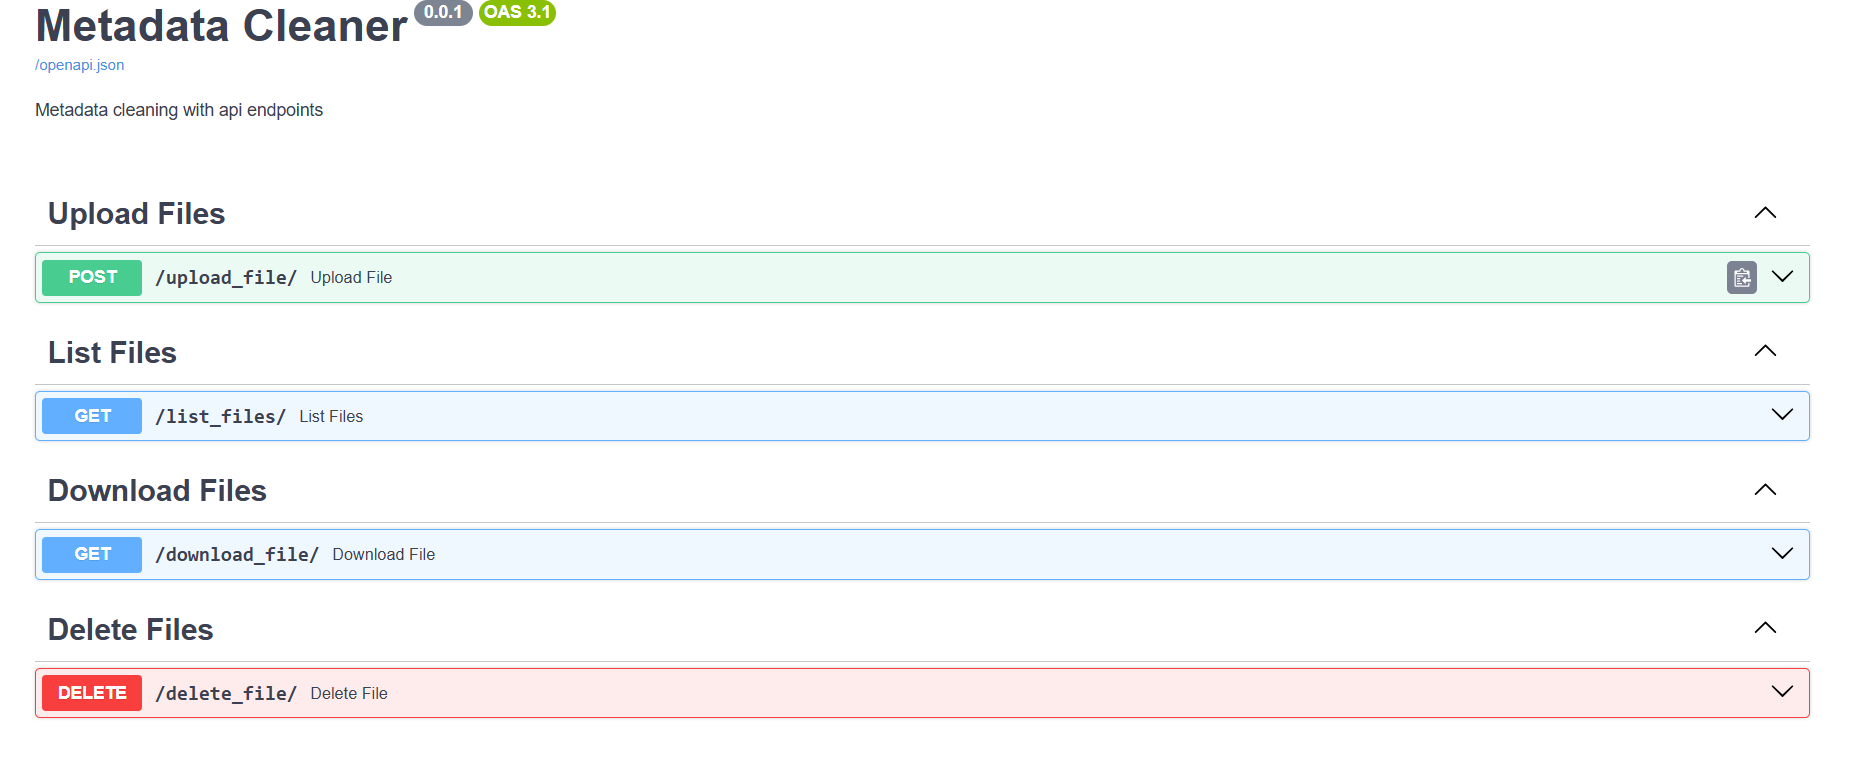 Metadata Cleaner 0.0.1 OAS 3.1
/openapi.json
Metadata cleaning with api endpoints
Upload Files
POST /upload_file/ Upload File
List Files
GET /list_files/ List Files
Download Files
GET /download_file/ Download File
Delete Files
DELETE /delete_file/ Delete File